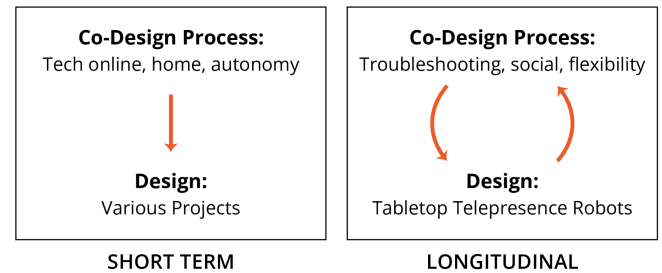 Co-Design Process:
Tech online, home, autonomy
Design:
Various Projects
SHORT TERM
Co-Design Process:
Troubleshooting, social, flexibility
Design:
Tabletop Telepresence Robots
LONGITUDINAL